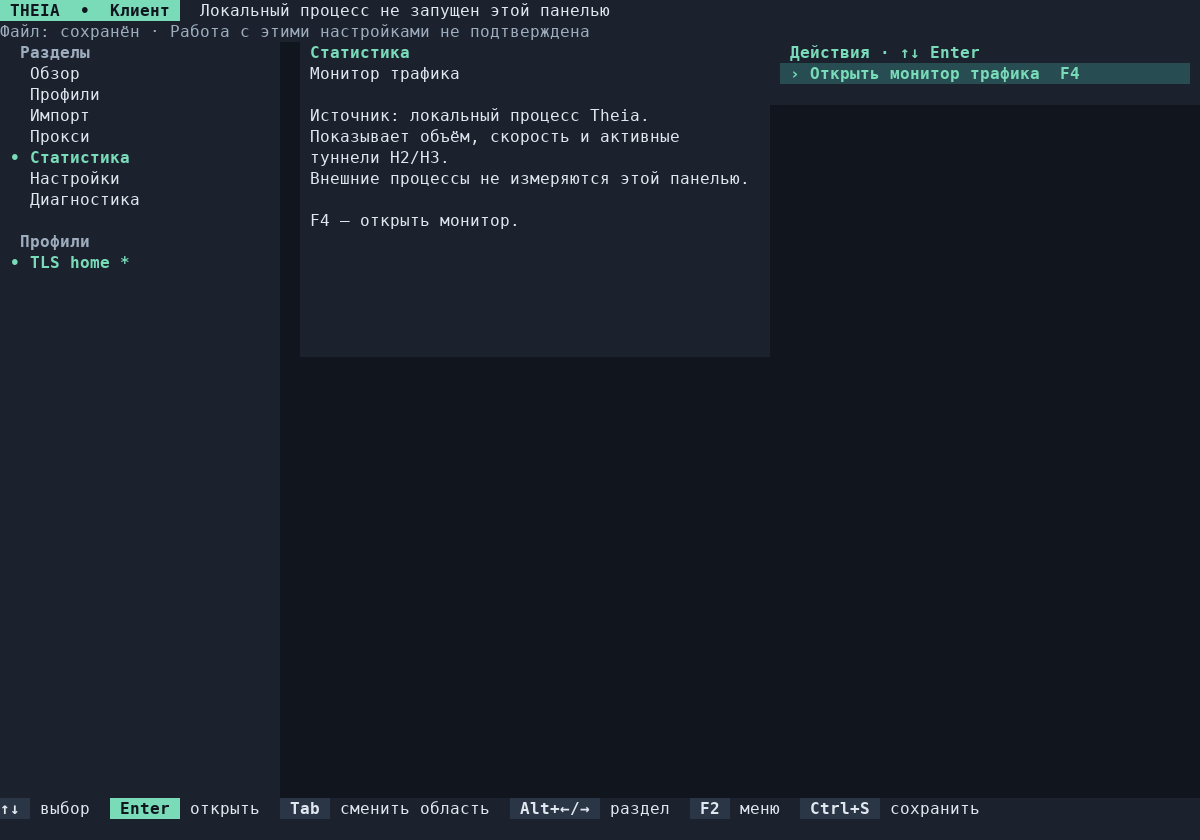 THEIA • Клиент Локальный процесс не запущен этой панелью
Файл: сохранён · Работа с этими настройками не подтверждена
Разделы
Обзор
Профили
Импорт
Прокси
• Статистика
Настройки
Диагностика
Профили
• TLS home *
Статистика
Монитор трафика
Источник: локальный процесс Theia.
Показывает объём, скорость и активные
туннели H2/H3.
Внешние процессы не измеряются этой панелью.
F4 — открыть монитор.
Действия · ↑↓ Enter
› Открыть монитор трафика F4
↑↓ выбор Enter открыть Tab сменить область Alt+←/→ раздел F2 меню Ctrl+S сохранить